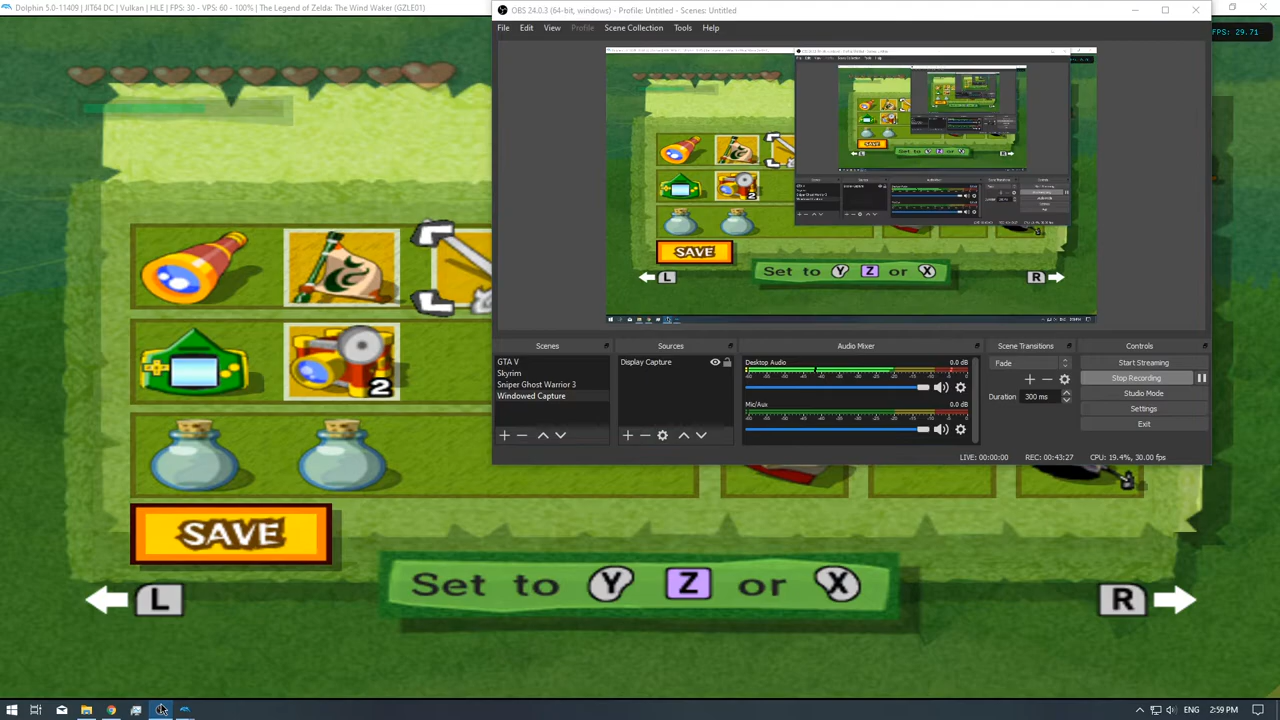 Dolphin 5.0-11409 | JIT64 DC | Vulkan | HLE | FPS: 30 - VPS: 60 - 100% | The Legend of Zelda: The Wind Waker (GZLE01)
OBS 24.0.3 (64-bit, windows) - Profile: Untitled - Scenes: Untitled
File Edit View Profile Scene Collection Tools Help
FPS: 29.71
2
SAVE
L
Set to Y Z or X
R
Scenes
Sources
Audio Mixer
Scene Transitions
Controls
GTA V
Skyrim
Sniper Ghost Warrior 3
Windowed Capture
Display Capture
Desktop Audio 0.0 dB
Mic/Aux 0.0 dB
Fade
Duration 300 ms
Start Streaming
Stop Recording
Studio Mode
Settings
Exit
LIVE: 00:00:00 REC: 00:43:27 CPU: 19.4%, 30.00 fps
2
SAVE
L
Set to Y Z or X
R
ENG 2:59 PM